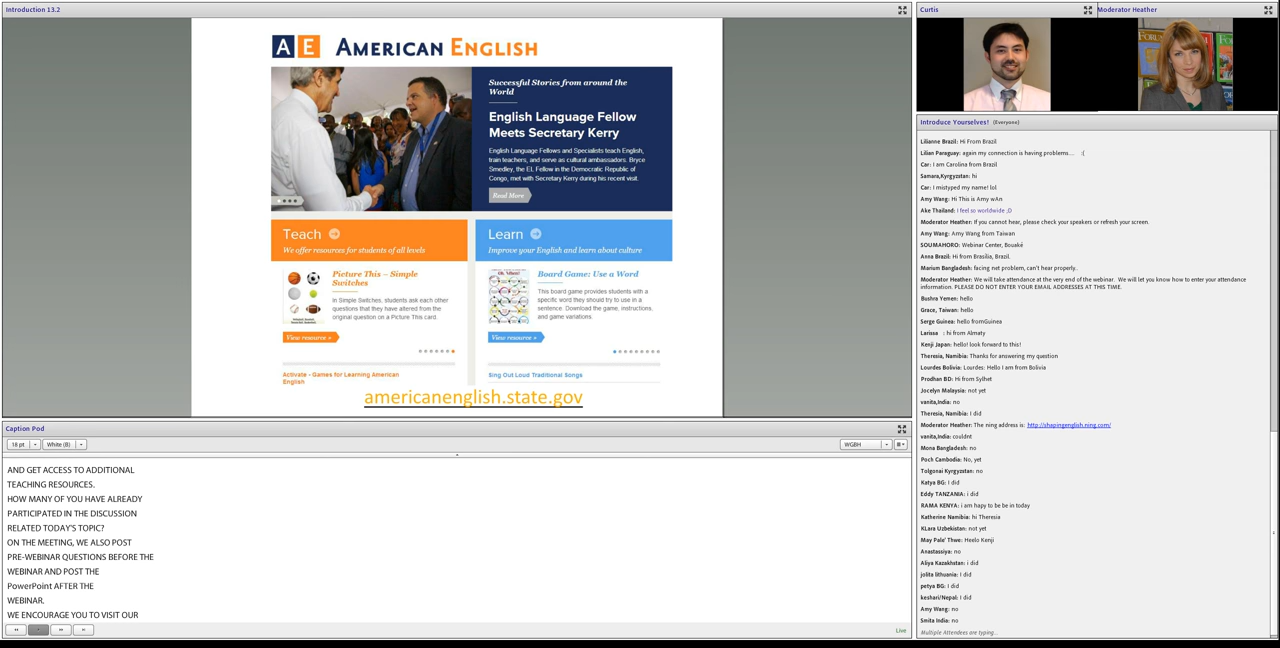 Introduction 13.2
AE AMERICAN ENGLISH
Successful Stories from around the
World
English Language Fellow
Meets Secretary Kerry
English Language Fellows and Specialists teach English,
train teachers, and serve as cultural ambassadors. Bryce
Smedley, the EL Fellow in the Democratic Republic of
Congo, met with Secretary Kerry during his recent visit.
Read More
Teach
We offer resources for students of all levels
Picture This – Simple
Switches
In Simple Switches, students ask each other
questions that they have altered from the
original question on a Picture This card.
View resource »
Activate - Games for Learning American
English
Learn
Improve your English and learn about culture
Board Game: Use a Word
This board game provides students with a
specific word they should try to use in a
sentence. Download the game, instructions,
and game variations.
View resource »
Sing Out Loud Traditional Songs
americanenglish.state.gov
Caption Pod
18 pt
White (B)
WGBH
AND GET ACCESS TO ADDITIONAL
TEACHING RESOURCES.
HOW MANY OF YOU HAVE ALREADY
PARTICIPATED IN THE DISCUSSION
RELATED TODAY'S TOPIC?
ON THE MEETING, WE ALSO POST
PRE-WEBINAR QUESTIONS BEFORE THE
WEBINAR AND POST THE
PowerPoint AFTER THE
WEBINAR.
WE ENCOURAGE YOU TO VISIT OUR
Live
Curtis
Moderator Heather
FORUM
Introduce Yourselves! (Everyone)
Lilianne Brazil: Hi From Brazil
Lilian Paraguay: again my connection is having problems.... :(
Car: I am Carolina from Brazil
Samara,Kyrgyzstan: hi
Car: I mistyped my name! lol
Amy Wang: Hi This is Amy wAn
Ake Thailand: I feel so worldwide ;D
Moderator Heather: If you cannot hear, please check your speakers or refresh your screen.
Amy Wang: Amy Wang from Taiwan
SOUMAHORO: Webinar Center, Bouaké
Anna Brazil: Hi from Brasília, Brazil.
Marium Bangladesh: facing net problem, can't hear properly..
Moderator Heather: We will take attendance at the very end of the webinar. We will let you know how to enter your attendance
information. PLEASE DO NOT ENTER YOUR EMAIL ADDRESSES AT THIS TIME.
Bushra Yemen: hello
Grace, Taiwan: hello
Serge Guinea: hello fromGuinea
Larissa : hi from Almaty
Kenji Japan: hello! look forward to this!
Theresia, Namibia: Thanks for answering my question
Lourdes Bolivia: Lourdes: Hello I am from Bolivia
Prodhan BD: Hi from Sylhet
Jocelyn Malaysia: not yet
vanita,India: no
Theresia, Namibia: I did
Moderator Heather: The ning address is: http://shapingenglish.ning.com/
vanita,India: couldnt
Mona Bangladesh: no
Poch Cambodia: No, yet
Tolgonai Kyrgyzstan: no
Katya BG: I did
Eddy TANZANIA: i did
RAMA KENYA: i am hapy to be be in today
Katherine Namibia: hi Theresia
KLara Uzbekistan: not yet
May Pale' Thwe: Heelo Kenji
Anastassiya: no
Aliya Kazakhstan: i did
jolita lithuania: I did
petya BG: I did
keshari/Nepal: I did
Amy Wang: no
Smita India: no
Multiple Attendees are typing...